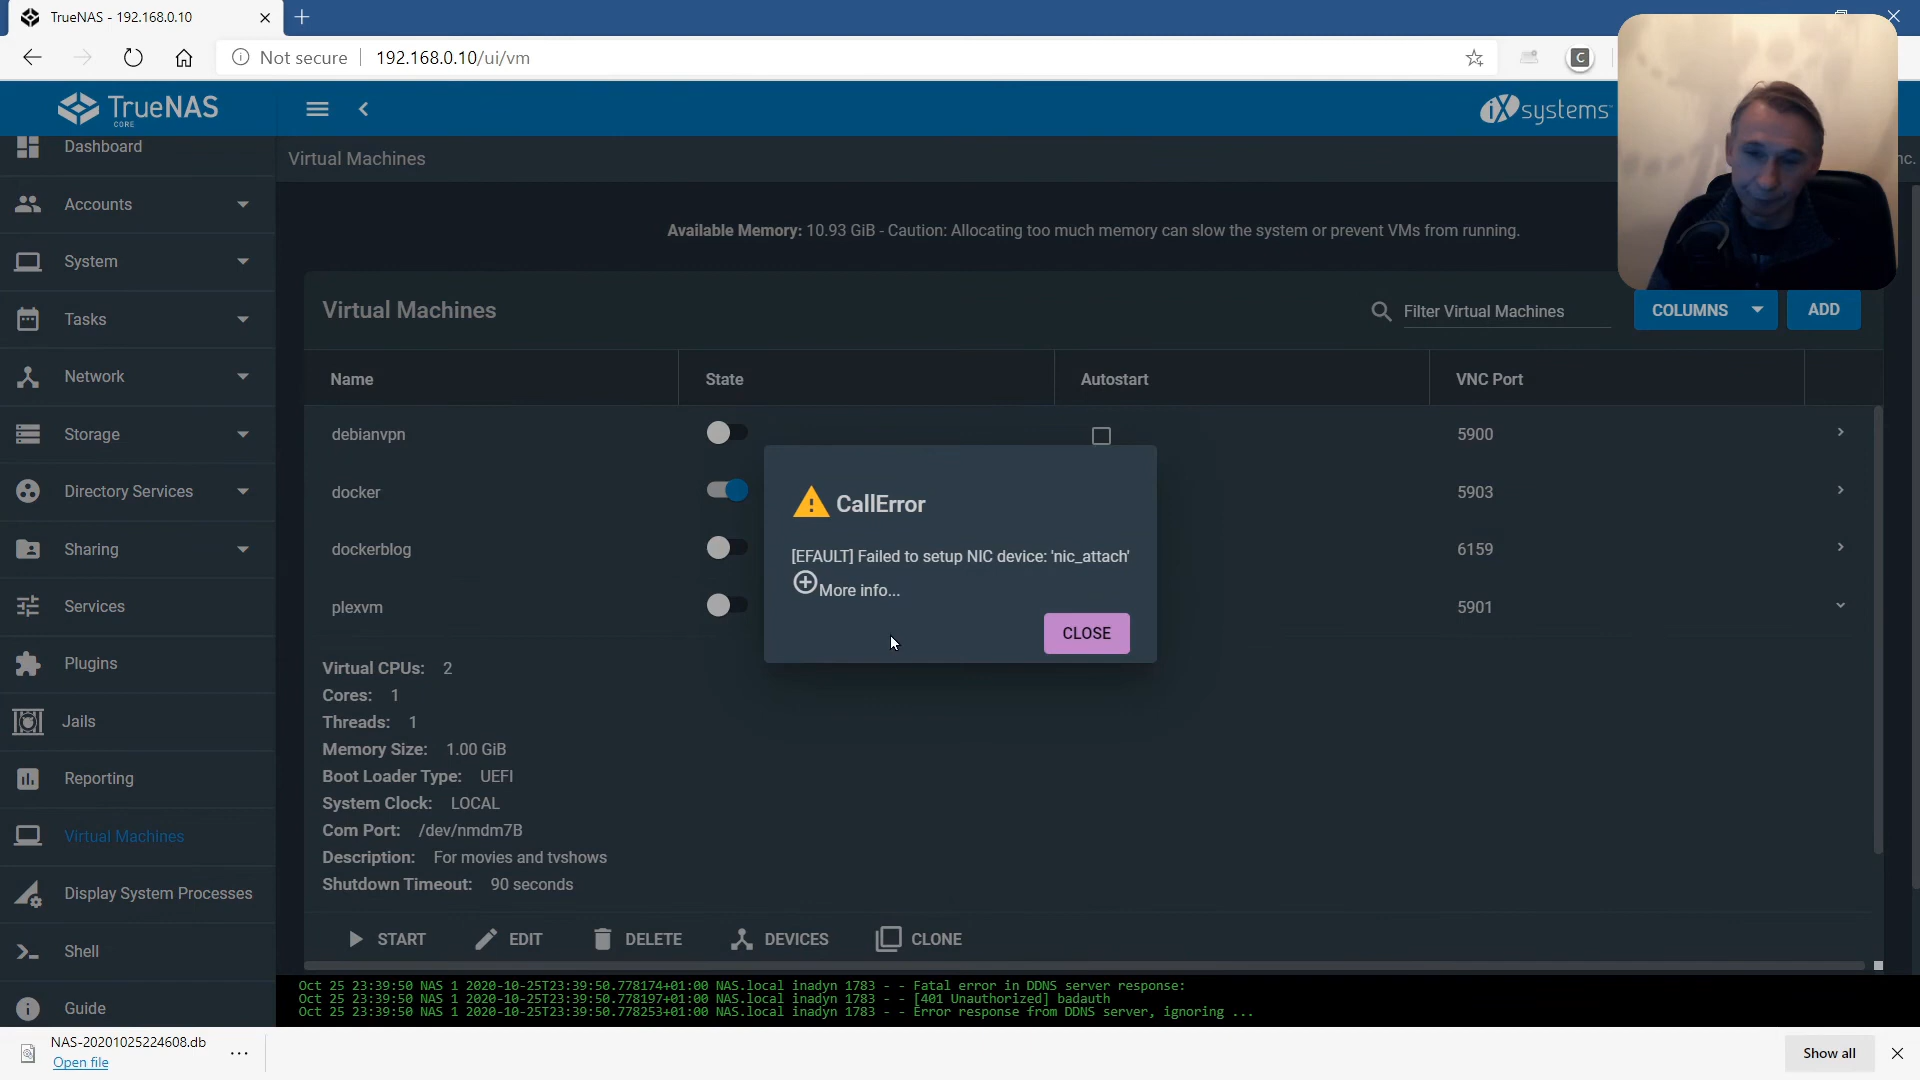 TrueNAS - 192.168.0.10
Not secure
192.168.0.10/ui/vm
C
TrueNAS
CORE
iXsystems
Dashboard
Virtual Machines
nc.
Accounts
System
Tasks
Network
Storage
Directory Services
Sharing
Services
Plugins
Jails
Reporting
Virtual Machines
Display System Processes
Shell
Guide
Available Memory: 10.93 GiB - Caution: Allocating too much memory can slow the system or prevent VMs from running.
Virtual Machines
Filter Virtual Machines
COLUMNS
ADD
Name State Autostart VNC Port
debianvpn 5900
docker 5903
dockerblog 6159
plexvm 5901
CallError
[EFAULT] Failed to setup NIC device: 'nic_attach'
More info...
CLOSE
Virtual CPUs: 2
Cores: 1
Threads: 1
Memory Size: 1.00 GiB
Boot Loader Type: UEFI
System Clock: LOCAL
Com Port: /dev/nmdm7B
Description: For movies and tvshows
Shutdown Timeout: 90 seconds
START EDIT DELETE DEVICES CLONE
Oct 25 23:39:50 NAS 1 2020-10-25T23:39:50.778174+01:00 NAS.local inadyn 1783 - - Fatal error in DDNS server response:
Oct 25 23:39:50 NAS 1 2020-10-25T23:39:50.778197+01:00 NAS.local inadyn 1783 - - [401 Unauthorized] badauth
Oct 25 23:39:50 NAS 1 2020-10-25T23:39:50.778253+01:00 NAS.local inadyn 1783 - - Error response from DDNS server, ignoring ...
NAS-20201025224608.db
Open file
Show all